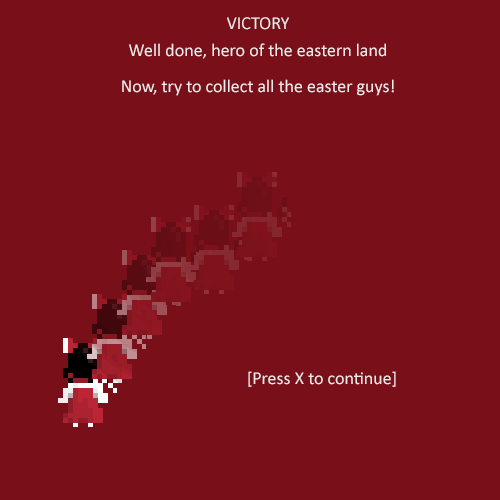 VICTORY
Well done, hero of the eastern land
Now, try to collect all the easter guys!
[Press X to continue]